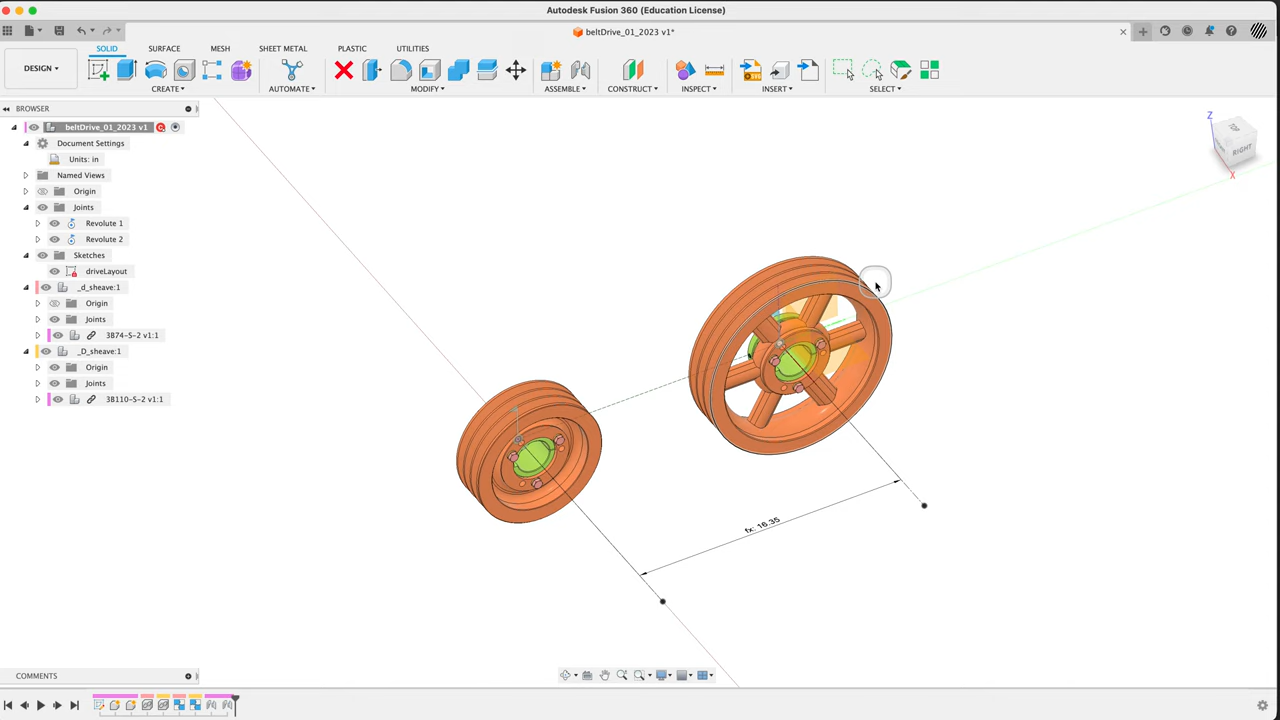 Autodesk Fusion 360 (Education License)
beltDrive_01_2023 v1*
SOLID SURFACE MESH SHEET METAL PLASTIC UTILITIES
DESIGN
CREATE AUTOMATE MODIFY ASSEMBLE CONSTRUCT INSPECT INSERT SELECT
BROWSER
beltDrive_01_2023 v1
Document Settings
Units: in
Named Views
Origin
Joints
Revolute 1
Revolute 2
Sketches
driveLayout
_d_sheave:1
Origin
Joints
3B74-S-2 v1:1
_D_sheave:1
Origin
Joints
3B110-S-2 v1:1
Z
TOP
RIGHT
X
fx: 16.35
COMMENTS